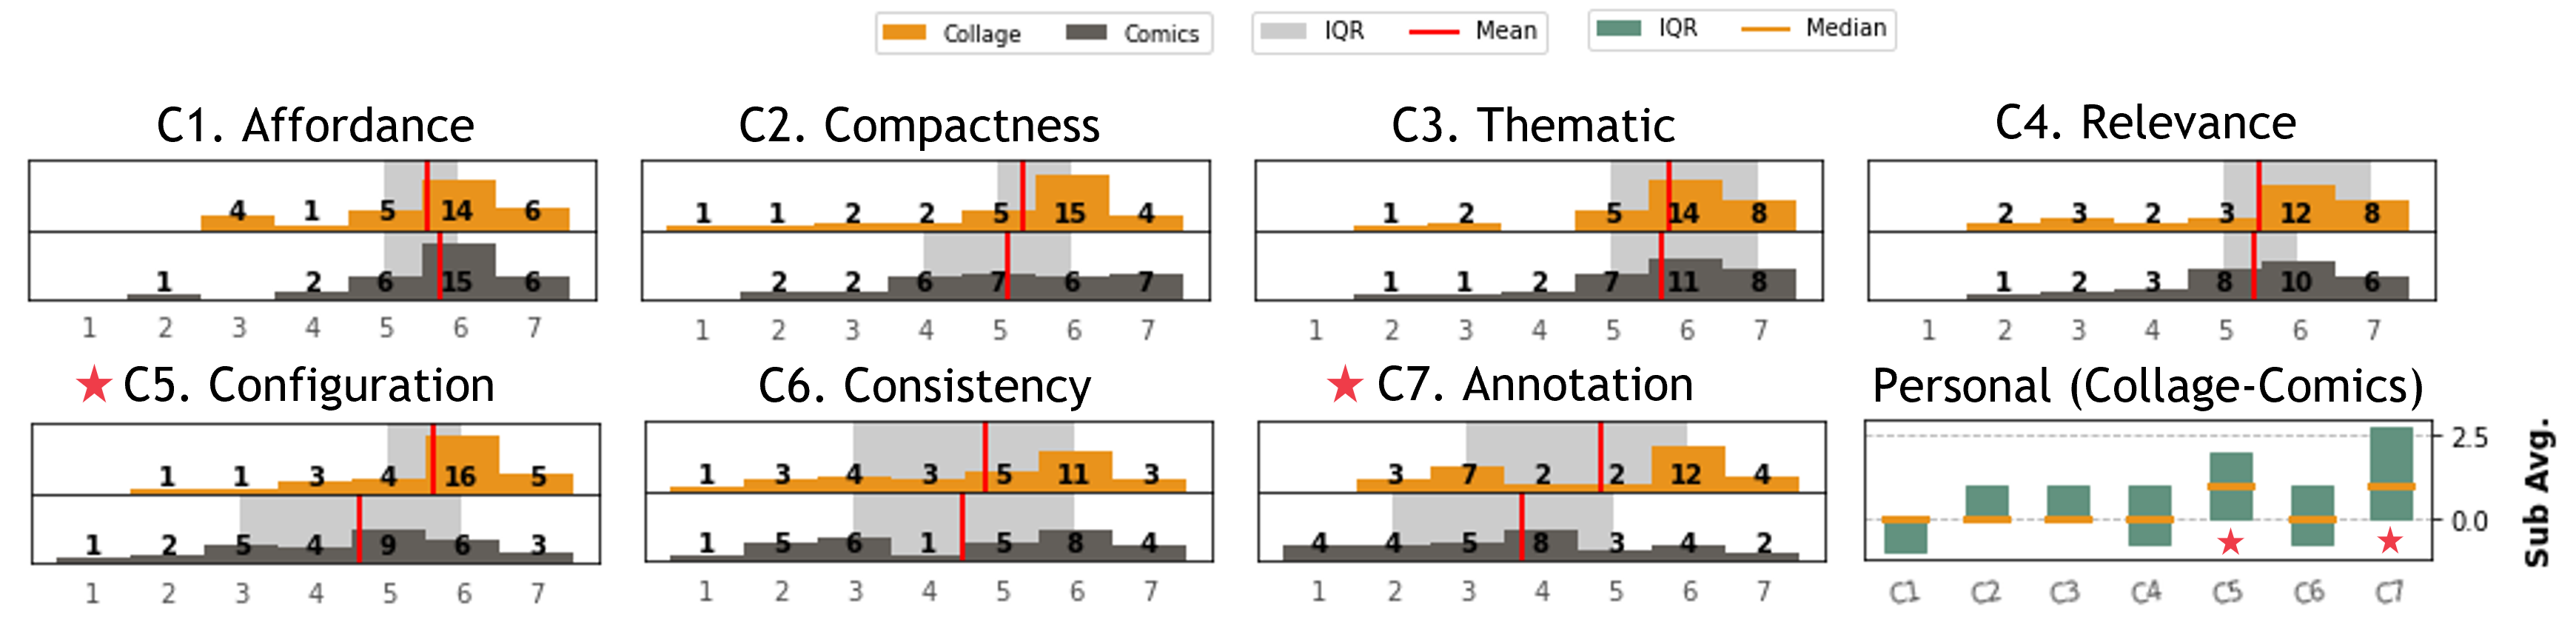 Collage Comics IQR Mean IQR Median
C1. Affordance C2. Compactness C3. Thematic C4. Relevance
4 1 5 14 6
1 2 6 15 6
1 2 3 4 5 6 7
1 1 2 2 5 15 4
2 2 6 7 6 7
1 2 3 4 5 6 7
1 2 5 14 8
1 1 2 7 11 8
1 2 3 4 5 6 7
2 3 2 3 12 8
1 2 3 8 10 6
1 2 3 4 5 6 7
★ C5. Configuration C6. Consistency ★ C7. Annotation Personal (Collage-Comics)
1 1 3 4 16 5
1 2 5 4 9 6 3
1 2 3 4 5 6 7
1 3 4 3 5 11 3
1 5 6 1 5 8 4
1 2 3 4 5 6 7
3 7 2 2 12 4
4 4 5 8 3 4 2
1 2 3 4 5 6 7
2.5
0.0
Sub Avg.
C1 C2 C3 C4 C5 C6 C7